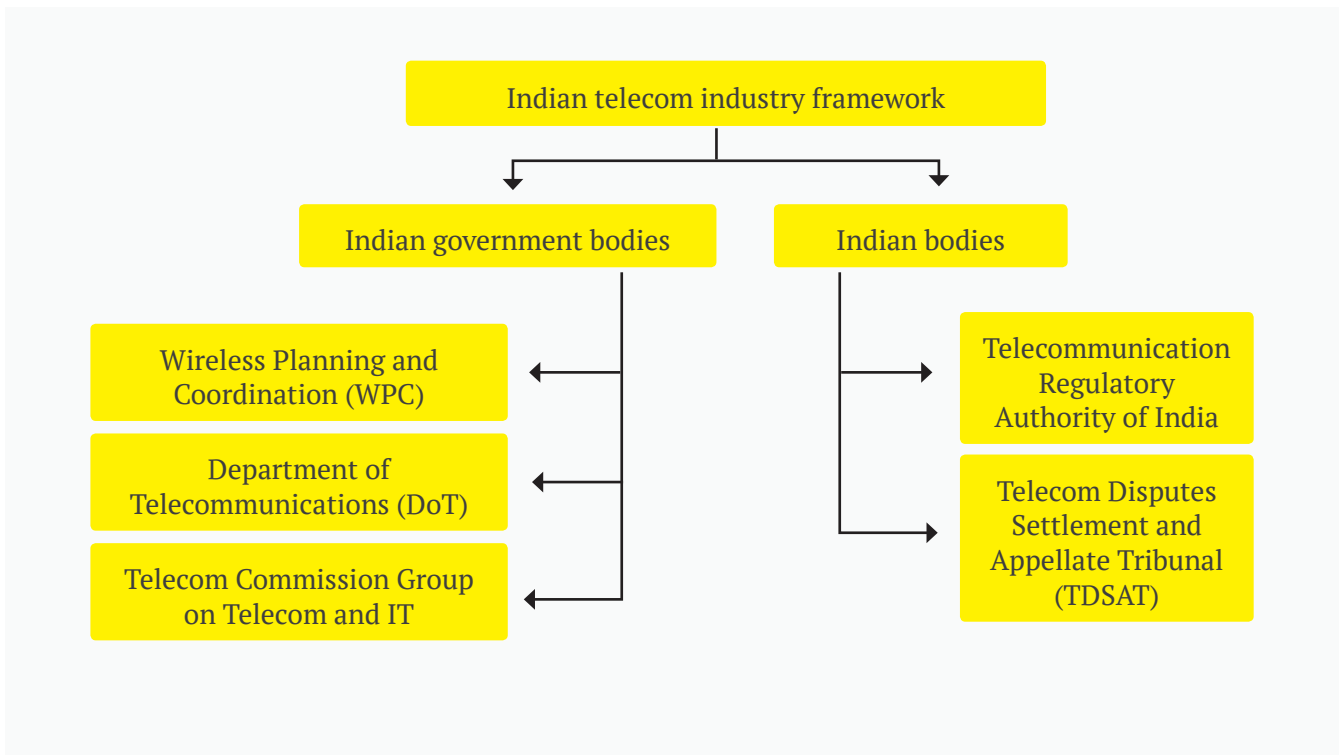 Indian telecom industry framework
Indian government bodies
Indian bodies
Wireless Planning and
Coordination (WPC)
Department of
Telecommunications (DoT)
Telecom Commission Group
on Telecom and IT
Telecommunication
Regulatory
Authority of India
Telecom Disputes
Settlement and
Appellate Tribunal
(TDSAT)